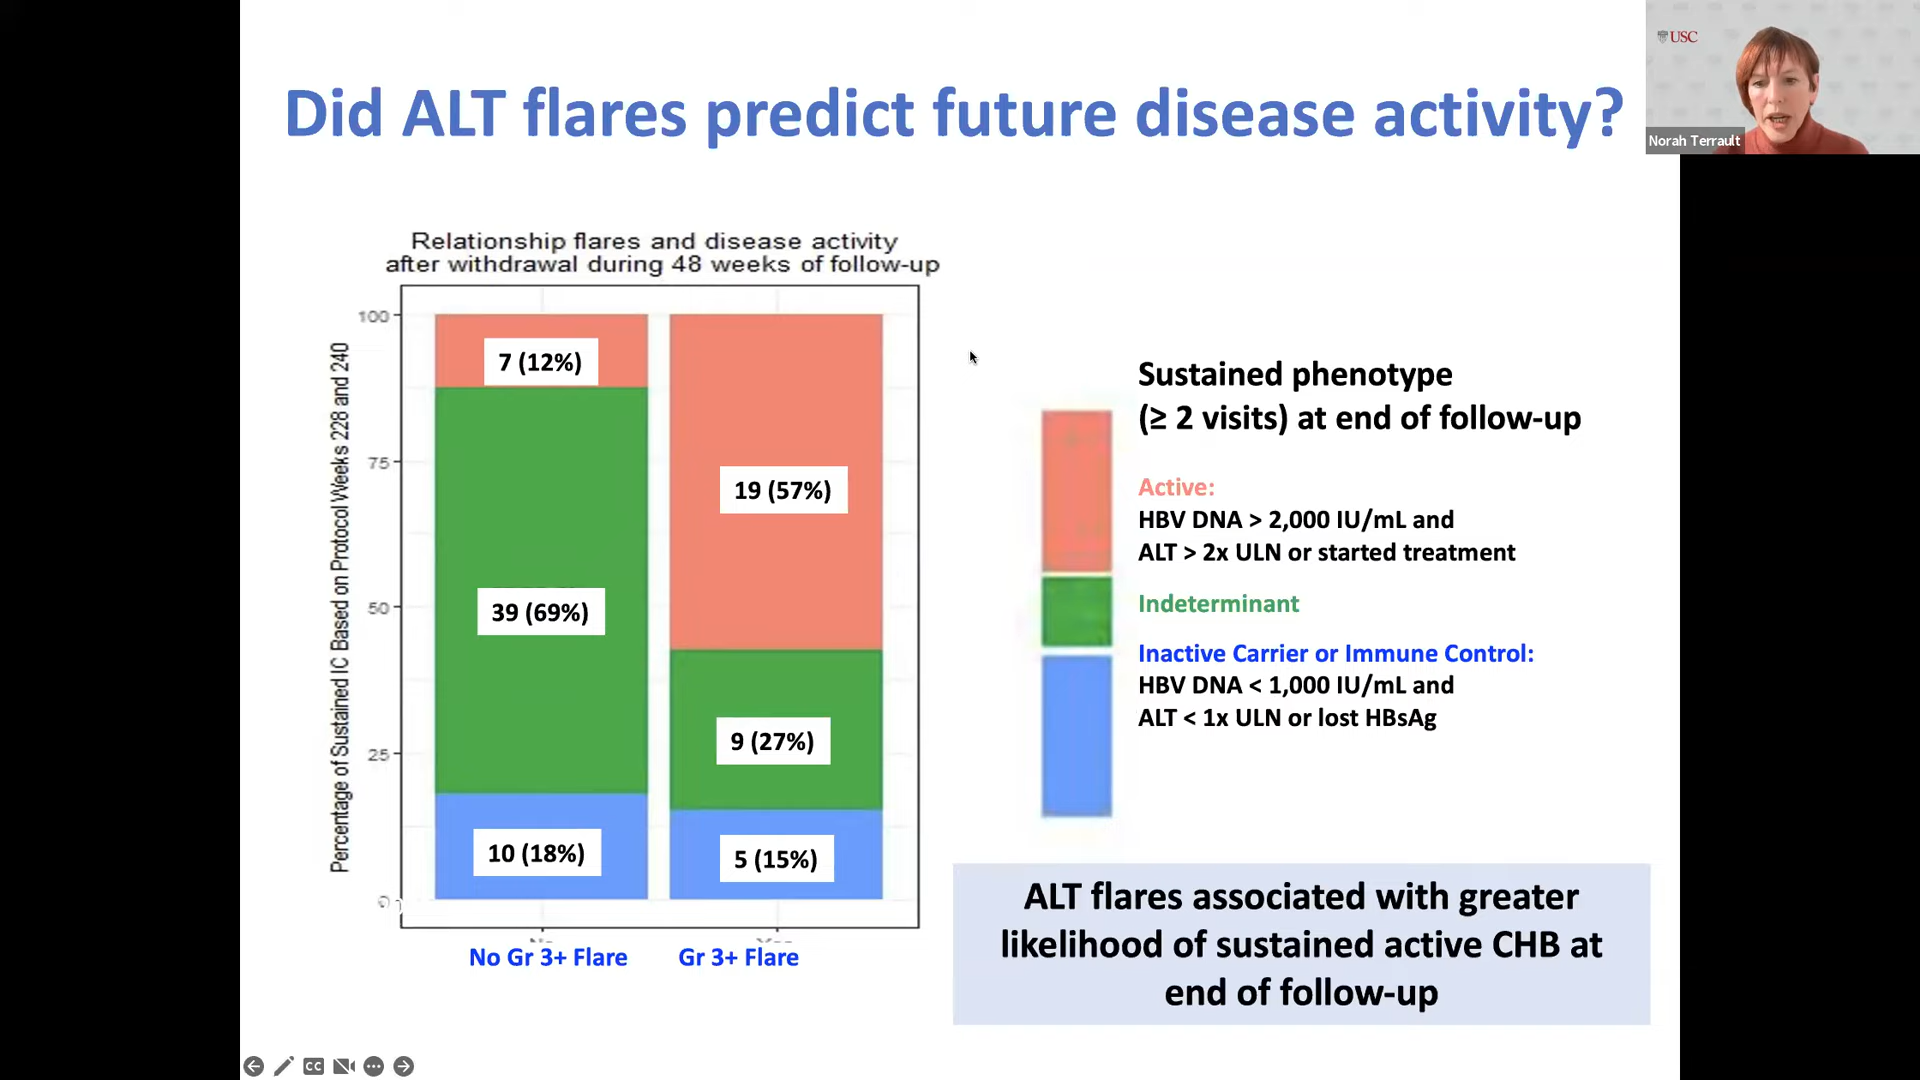 USC
Norah Terrault
Did ALT flares predict future disease activity?
Relationship flares and disease activity
after withdrawal during 48 weeks of follow-up
Percentage of Sustained IC Based on Protocol Weeks 228 and 240
100
75
50
25
0
7 (12%)
39 (69%)
10 (18%)
19 (57%)
9 (27%)
5 (15%)
No Gr 3+ Flare
Gr 3+ Flare
Sustained phenotype
(≥ 2 visits) at end of follow-up
Active:
HBV DNA > 2,000 IU/mL and
ALT > 2x ULN or started treatment
Indeterminant
Inactive Carrier or Immune Control:
HBV DNA < 1,000 IU/mL and
ALT < 1x ULN or lost HBsAg
ALT flares associated with greater
likelihood of sustained active CHB at
end of follow-up
CC